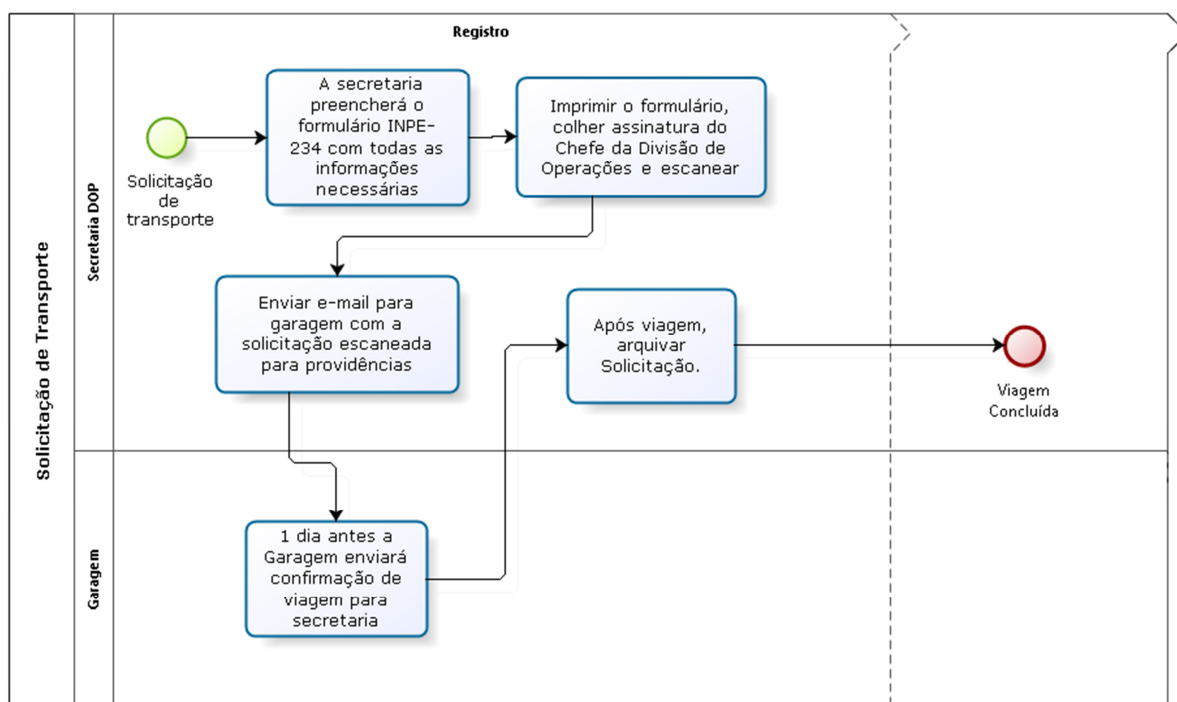 Solicitação de Transporte
Secretaria DOP
Registro
Solicitação
de
transporte
A secretaria
preencherá o
formulário INPE-
234 com todas as
informações
necessárias
Imprimir o formulário,
colher assinatura do
Chefe da Divisão de
Operações e escanear
Enviar e-mail para
garagem com a
solicitação escaneada
para providências
Após viagem,
arquivar
Solicitação.
Viagem
Concluída
Garagem
1 dia antes a
Garagem enviará
confirmação de
viagem para
secretaria